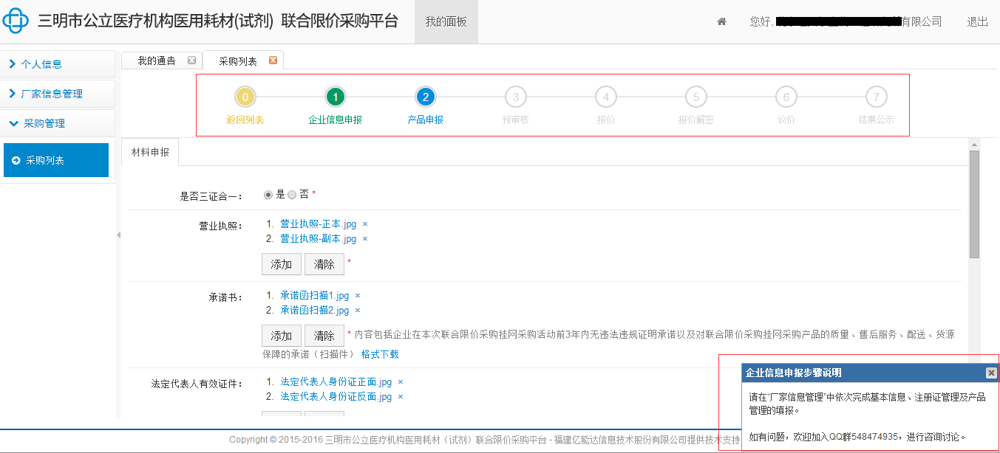 三明市公立医疗机构医用耗材(试剂) 联合限价采购平台
我的面板
您好,
有限公司
退出
个人信息
厂家信息管理
采购管理
采购列表
我的通告
采购列表
0 1 2 3 4 5 6 7
返回列表 企业信息申报 产品申报 预审核 报价 报价解密 议价 结果公示
材料申报
是否三证合一： 是 否 *
营业执照： 1. 营业执照-正本.jpg ×
2. 营业执照-副本.jpg ×
添加 清除 *
承诺书： 1. 承诺函扫描1.jpg ×
2. 承诺函扫描2.jpg ×
添加 清除 * 内容包括企业在本次联合限价采购挂网采购活动前3年内无违法违规证明承诺以及对联合限价采购挂网采购产品的质量、售后服务、配送、货源
保障的承诺（扫描件） 格式下载
法定代表人有效证件： 1. 法定代表人身份证正面.jpg ×
2. 法定代表人身份证反面.jpg ×
企业信息申报步骤说明
请在"厂家信息管理"中依次完成基本信息、注册证管理及产品
管理的填报。
如有问题，欢迎加入QQ群548474935，进行咨询讨论。
Copyright © 2015-2016 三明市公立医疗机构医用耗材（试剂）联合限价采购平台 - 福建亿能达信息技术股份有限公司提供技术支持